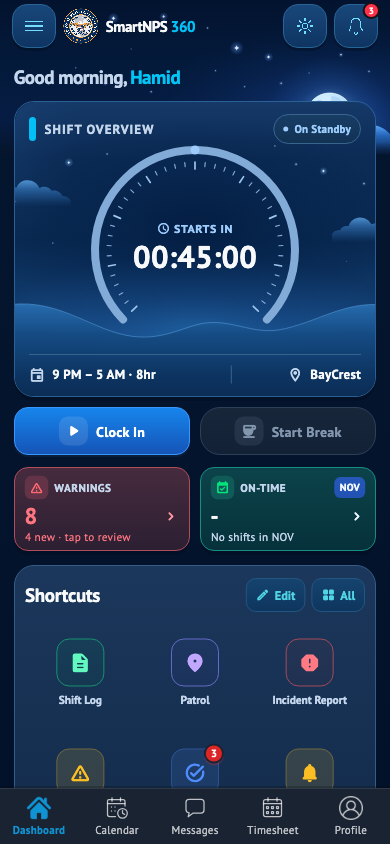 SmartNPS 360
3
Good morning, Hamid
SHIFT OVERVIEW
On Standby
STARTS IN
00:45:00
9 PM – 5 AM · 8hr
BayCrest
Clock In
Start Break
WARNINGS
8
4 new · tap to review
ON-TIME
NOV
-
No shifts in NOV
Shortcuts
Edit
All
Shift Log
Patrol
Incident Report
3
Dashboard
Calendar
Messages
Timesheet
Profile